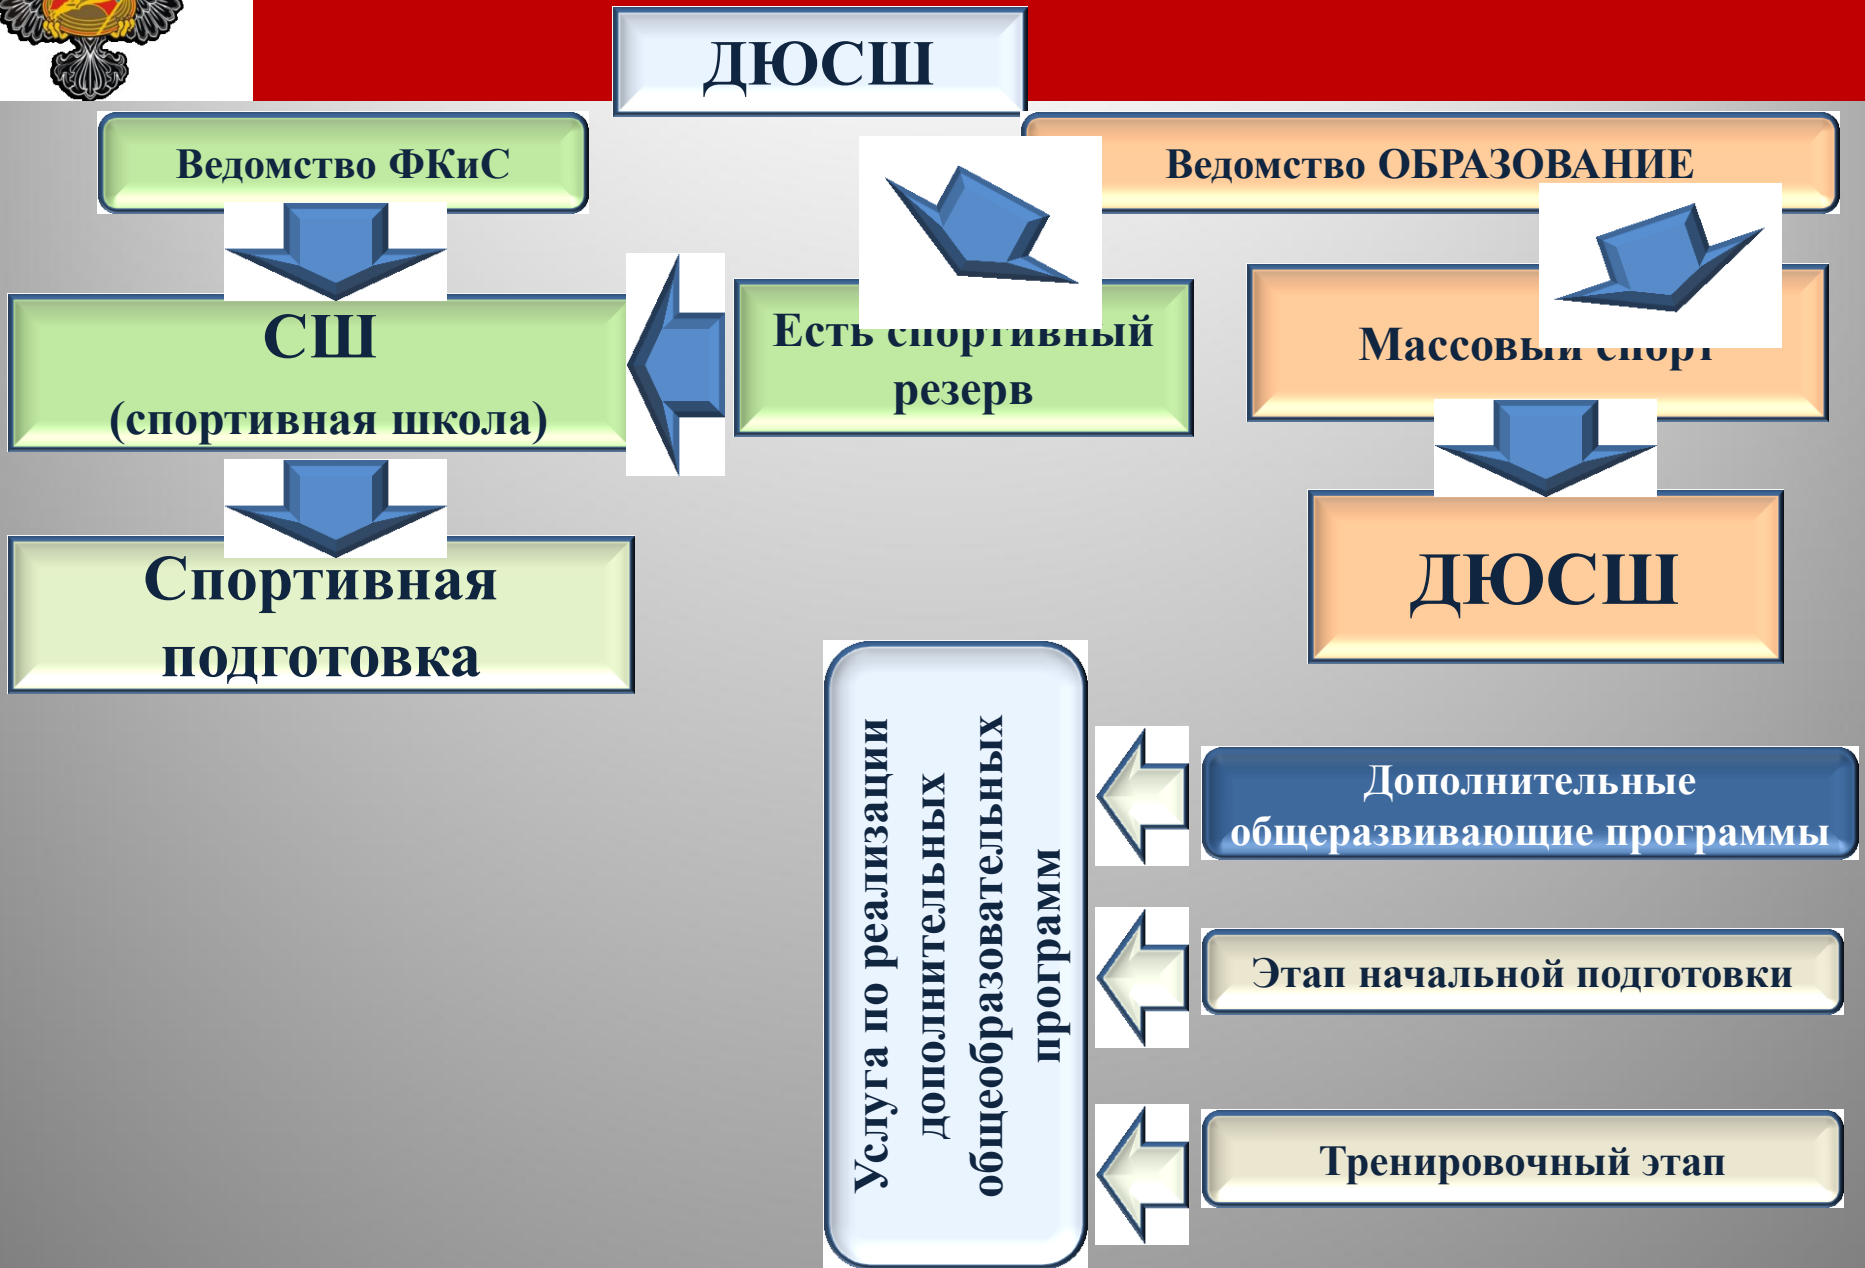 ДЮСШ
Ведомство ФКиС
Ведомство ОБРАЗОВАНИЕ
СШ
(спортивная школа)
Есть спортивный
резерв
Массовый спорт
Спортивная
подготовка
ДЮСШ
Услуга по реализации
дополнительных
общеобразовательных
программ
Дополнительные
общеразвивающие программы
Этап начальной подготовки
Тренировочный этап